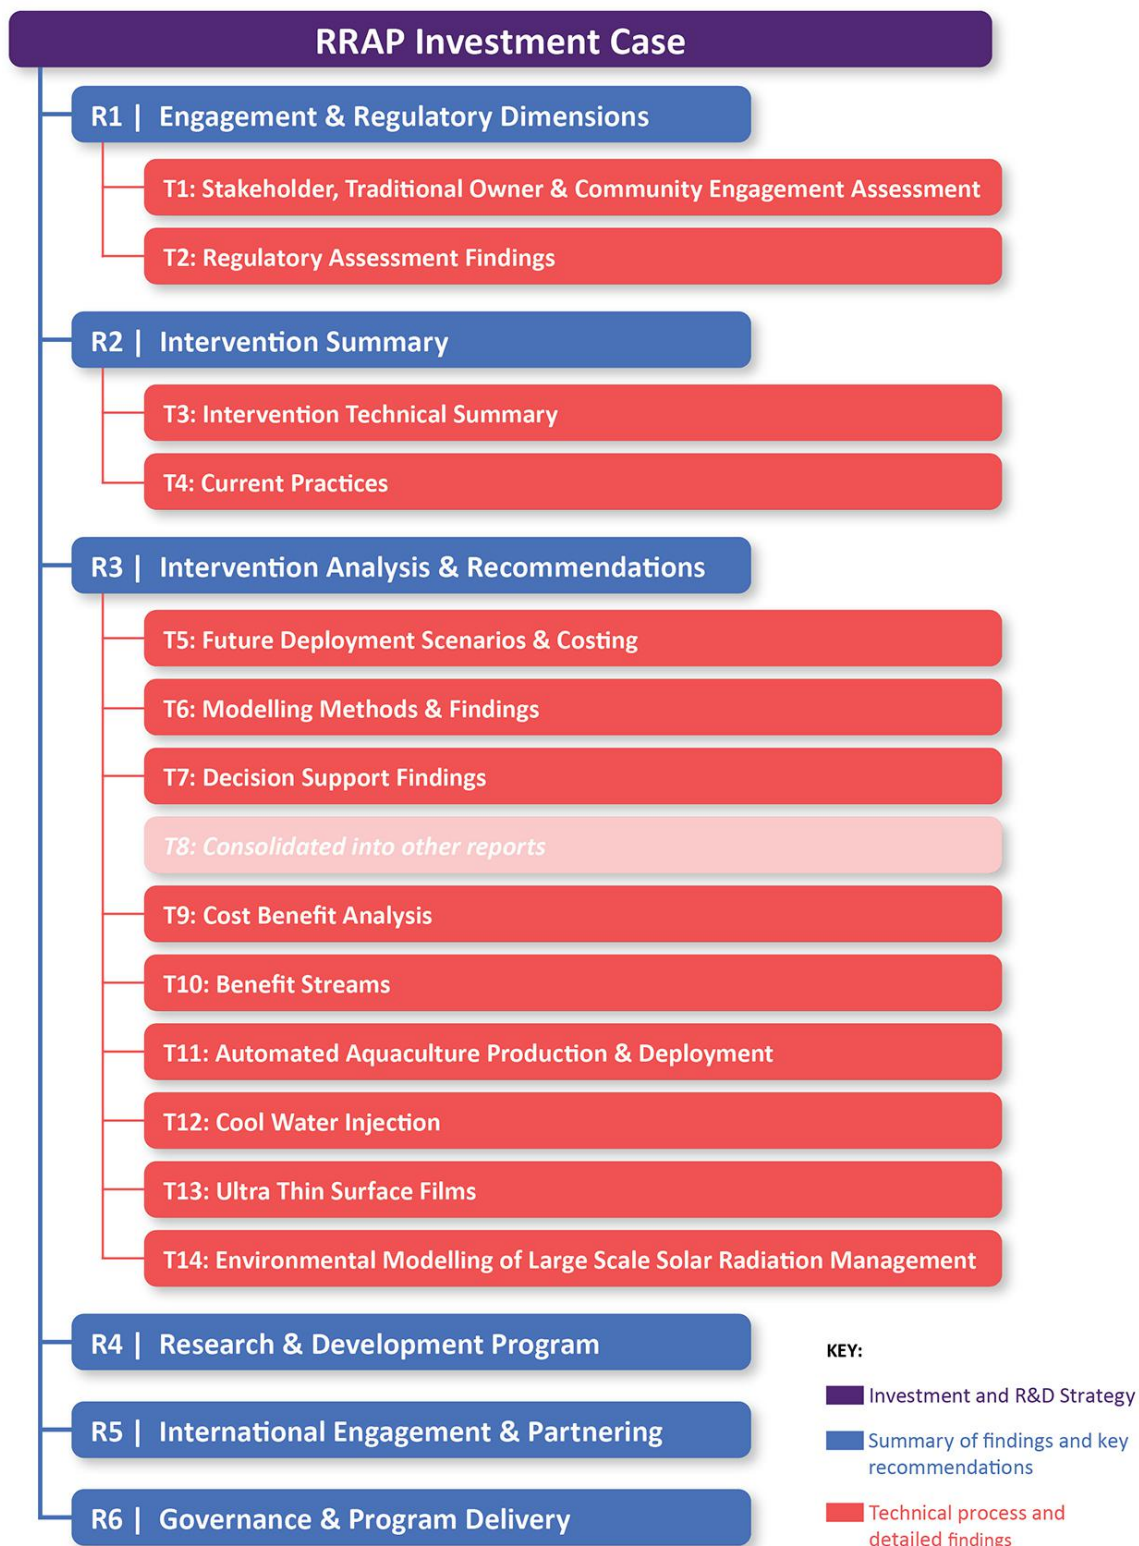 RRAP Investment Case
R1 | Engagement & Regulatory Dimensions
T1: Stakeholder, Traditional Owner & Community Engagement Assessment
T2: Regulatory Assessment Findings
R2 | Intervention Summary
T3: Intervention Technical Summary
T4: Current Practices
R3 | Intervention Analysis & Recommendations
T5: Future Deployment Scenarios & Costing
T6: Modelling Methods & Findings
T7: Decision Support Findings
T8: Consolidated into other reports
T9: Cost Benefit Analysis
T10: Benefit Streams
T11: Automated Aquaculture Production & Deployment
T12: Cool Water Injection
T13: Ultra Thin Surface Films
T14: Environmental Modelling of Large Scale Solar Radiation Management
R4 | Research & Development Program
R5 | International Engagement & Partnering
R6 | Governance & Program Delivery
KEY:
Investment and R&D Strategy
Summary of findings and key
recommendations
Technical process and
detailed findings